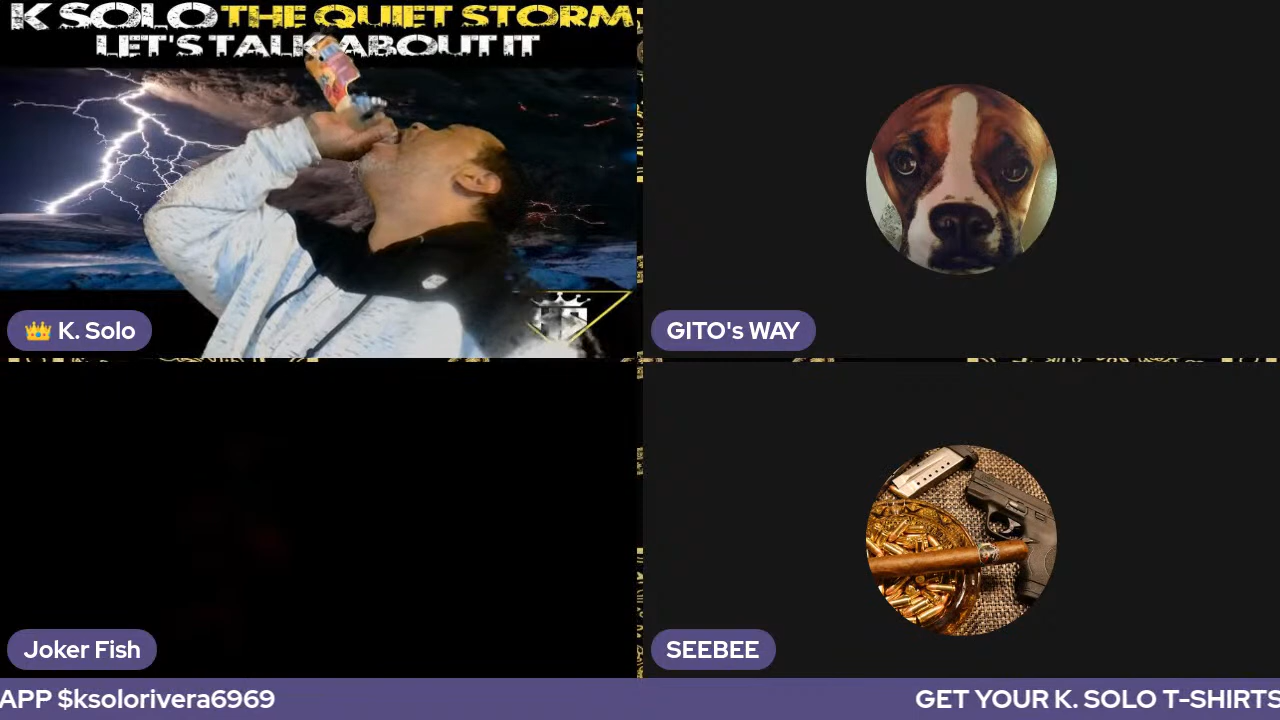 K SOLO THE QUIET STORM
LET'S TALK ABOUT IT
K. Solo
GITO's WAY
Joker Fish
SEEBEE
APP $ksolorivera6969
GET YOUR K. SOLO T-SHIRTS